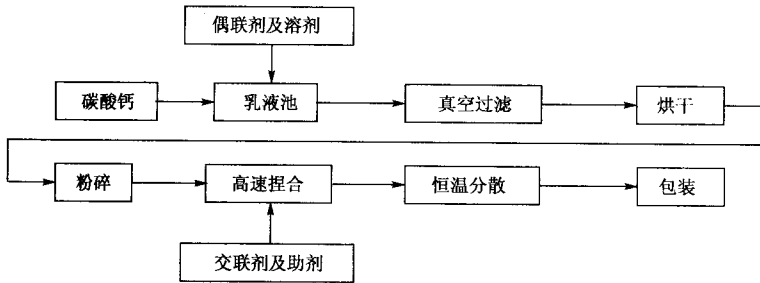 偶联剂及溶剂
碳酸钙
乳液池
真空过滤
烘干
粉碎
高速捏合
恒温分散
包装
交联剂及助剂